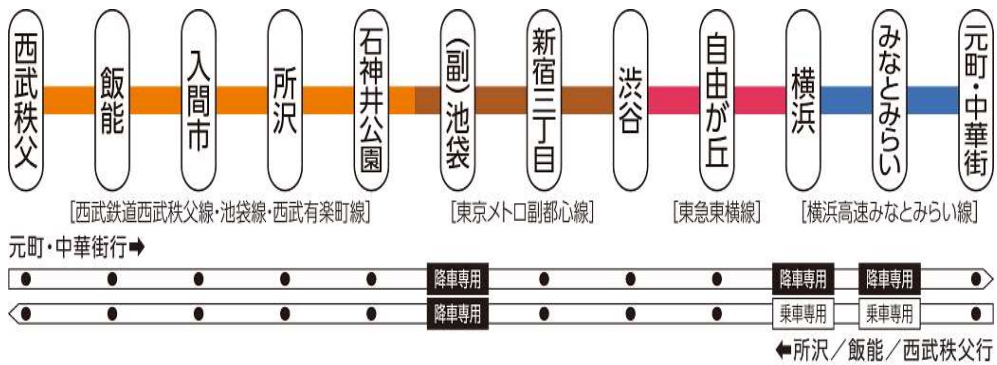 西武秩父
飯能
入間市
所沢
石神井公園
(副)池袋
新宿三丁目
渋谷
自由が丘
横浜
みなとみらい
元町・中華街
[西武鉄道西武秩父線・池袋線・西武有楽町線]
[東京メトロ副都心線]
[東急東横線]
[横浜高速みなとみらい線]
元町・中華街行➡
降車専用
降車専用
降車専用
降車専用
乗車専用
乗車専用
⬅所沢/飯能/西武秩父行